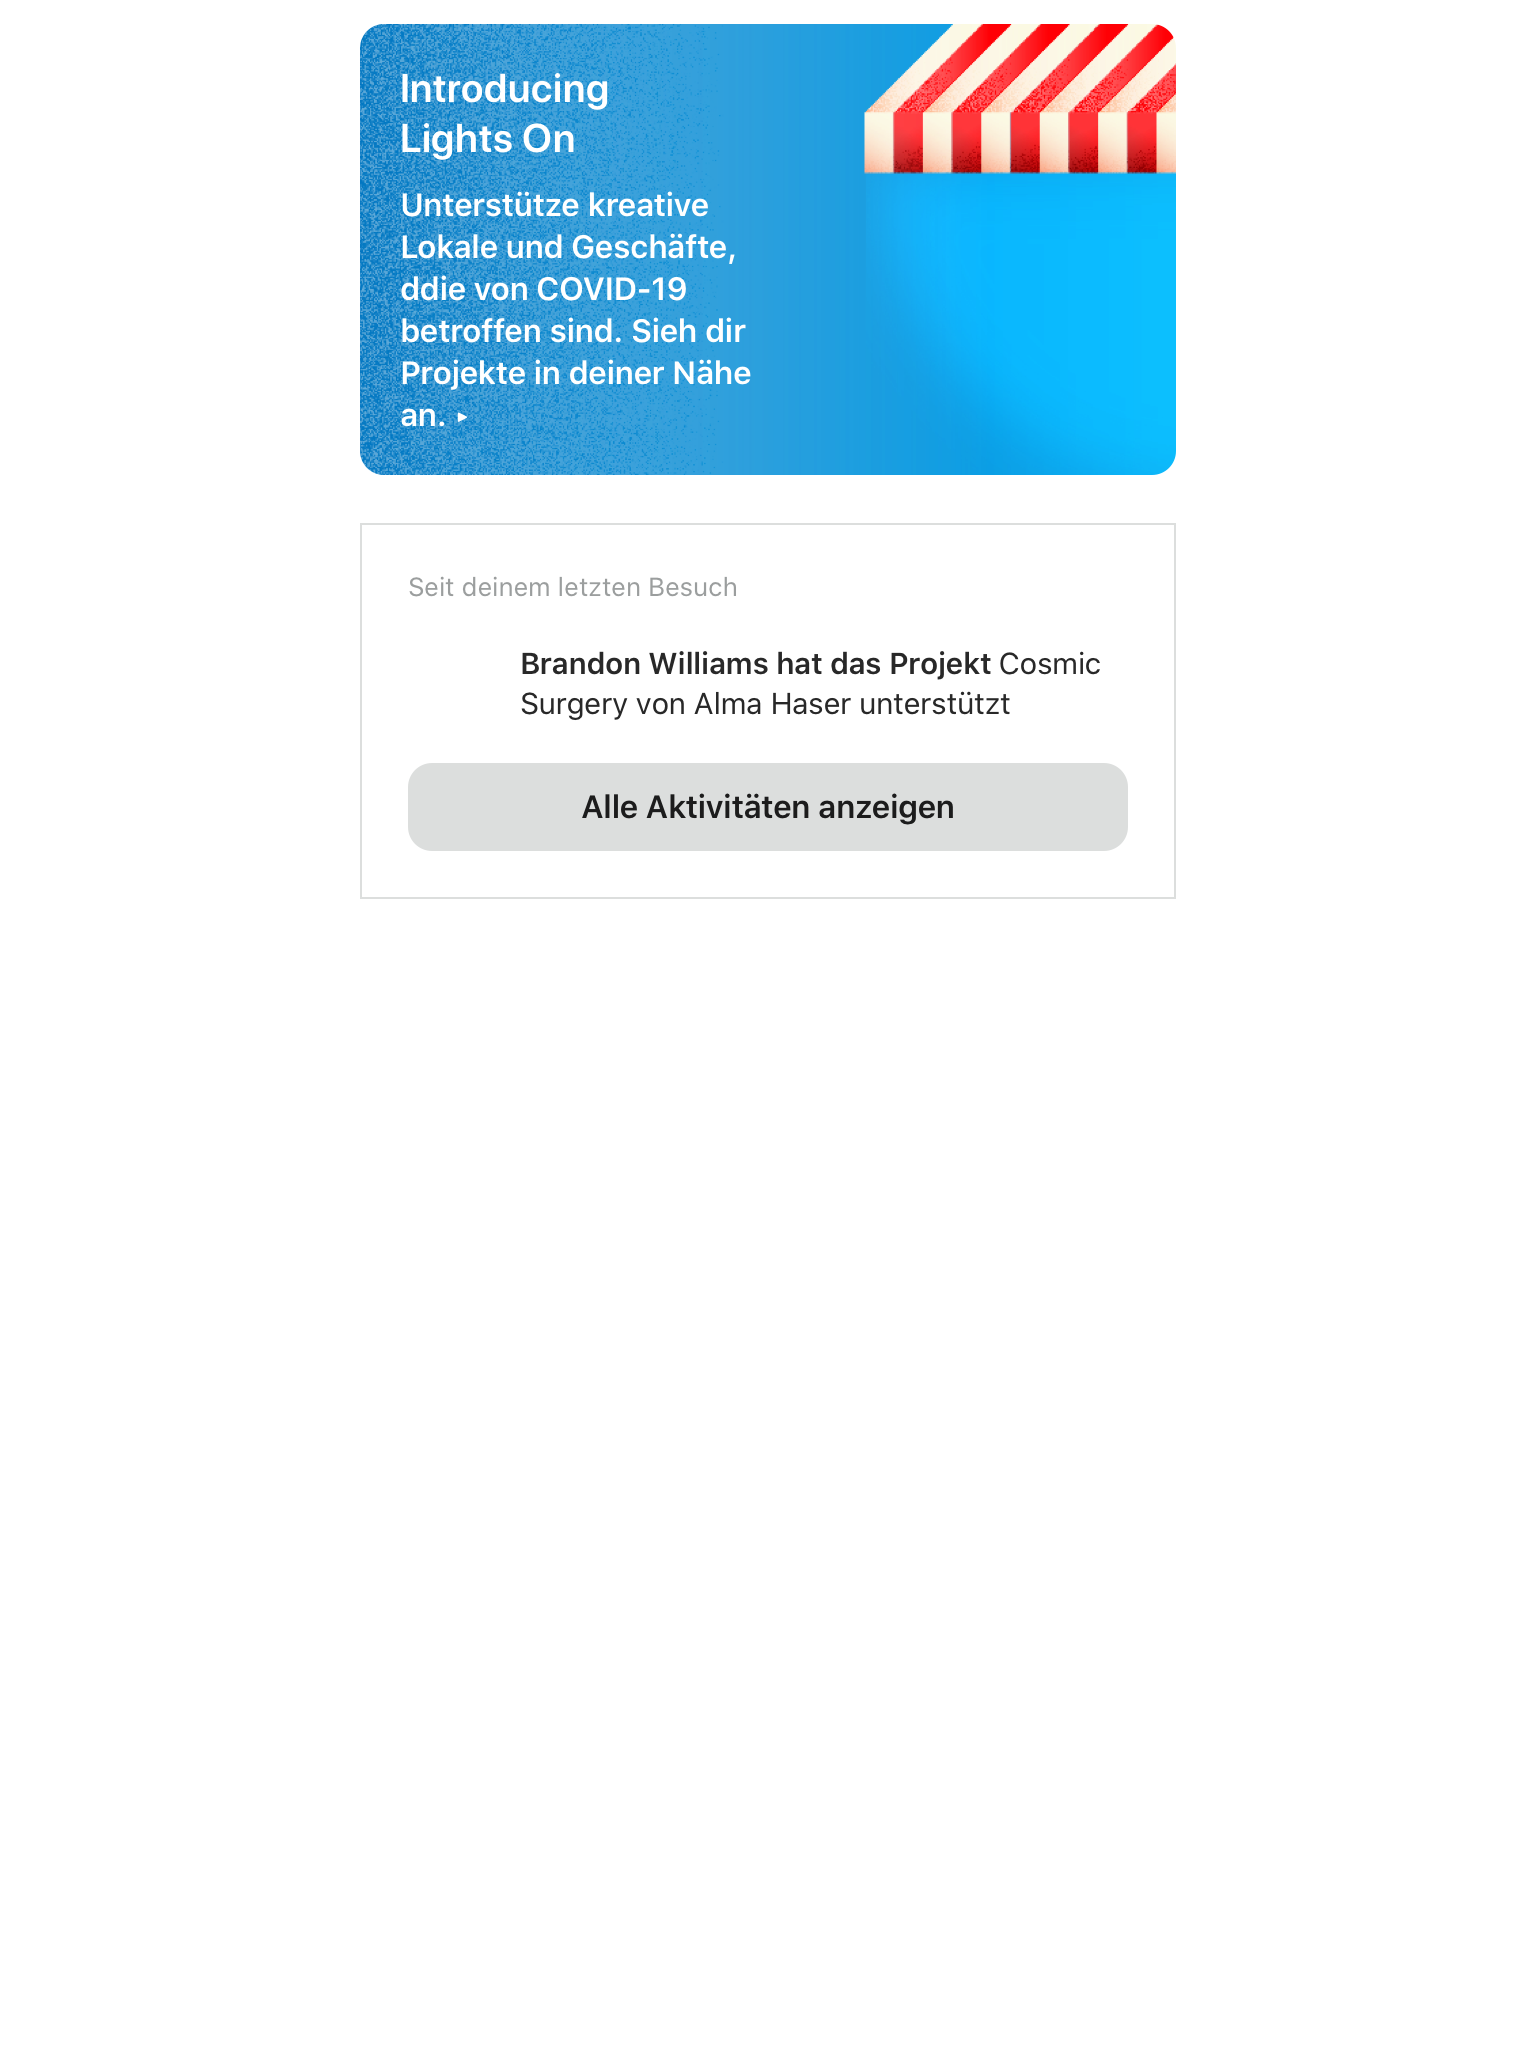 Introducing
Lights On
Unterstütze kreative
Lokale und Geschäfte,
ddie von COVID-19
betroffen sind. Sieh dir
Projekte in deiner Nähe
an. ▸
Seit deinem letzten Besuch
Brandon Williams hat das Projekt Cosmic
Surgery von Alma Haser unterstützt
Alle Aktivitäten anzeigen